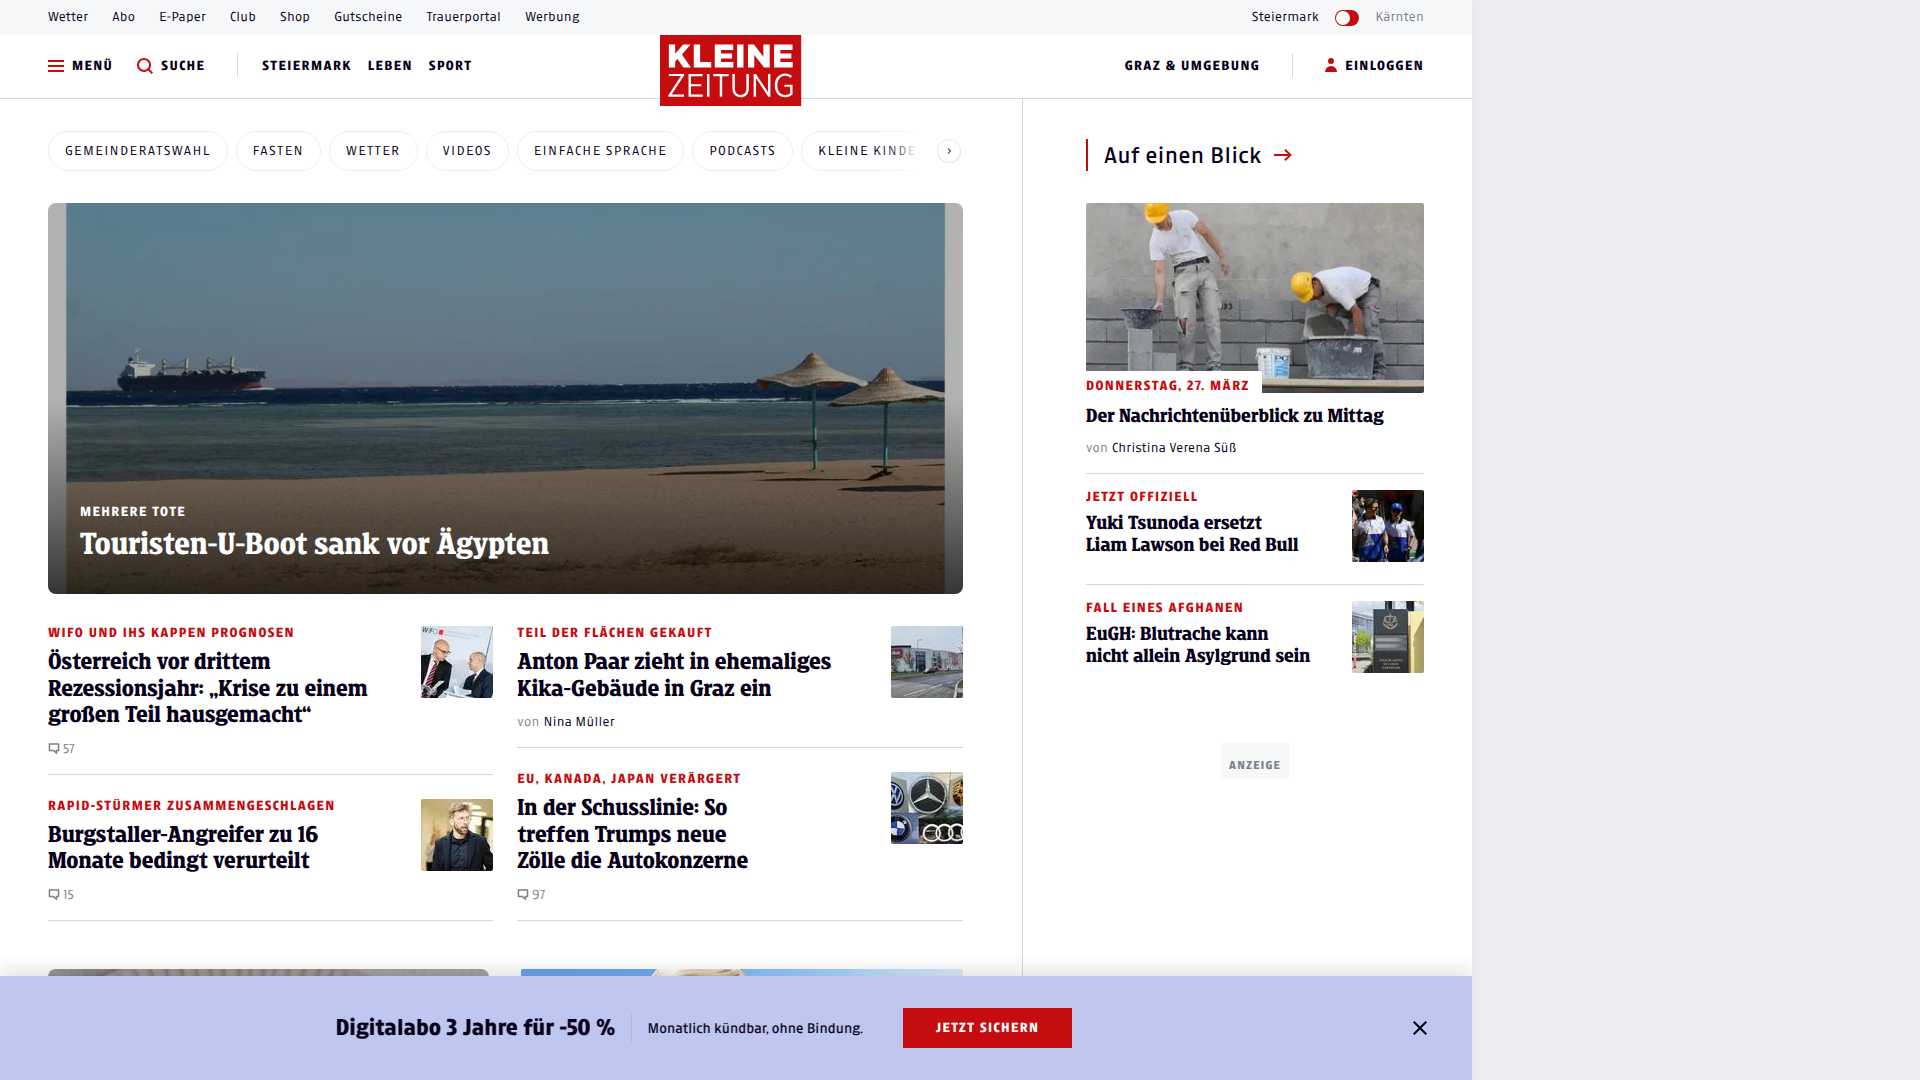 Wetter Abo E-Paper Club Shop Gutscheine Trauerportal Werbung Steiermark Kärnten
MENÜ SUCHE STEIERMARK LEBEN SPORT KLEINE ZEITUNG GRAZ & UMGEBUNG EINLOGGEN
GEMEINDERATSWAHL FASTEN WETTER VIDEOS EINFACHE SPRACHE PODCASTS KLEINE KINDE
MEHRERE TOTE
Touristen-U-Boot sank vor Ägypten
WIFO UND IHS KAPPEN PROGNOSEN
Österreich vor drittem
Rezessionsjahr: „Krise zu einem
großen Teil hausgemacht“
57
RAPID-STÜRMER ZUSAMMENGESCHLAGEN
Burgstaller-Angreifer zu 16
Monate bedingt verurteilt
15
TEIL DER FLÄCHEN GEKAUFT
Anton Paar zieht in ehemaliges
Kika-Gebäude in Graz ein
von Nina Müller
EU, KANADA, JAPAN VERÄRGERT
In der Schusslinie: So
treffen Trumps neue
Zölle die Autokonzerne
97
Auf einen Blick
DONNERSTAG, 27. MÄRZ
Der Nachrichtenüberblick zu Mittag
von Christina Verena Süß
JETZT OFFIZIELL
Yuki Tsunoda ersetzt
Liam Lawson bei Red Bull
FALL EINES AFGHANEN
EuGH: Blutrache kann
nicht allein Asylgrund sein
ANZEIGE
Digitalabo 3 Jahre für -50 % Monatlich kündbar, ohne Bindung. JETZT SICHERN